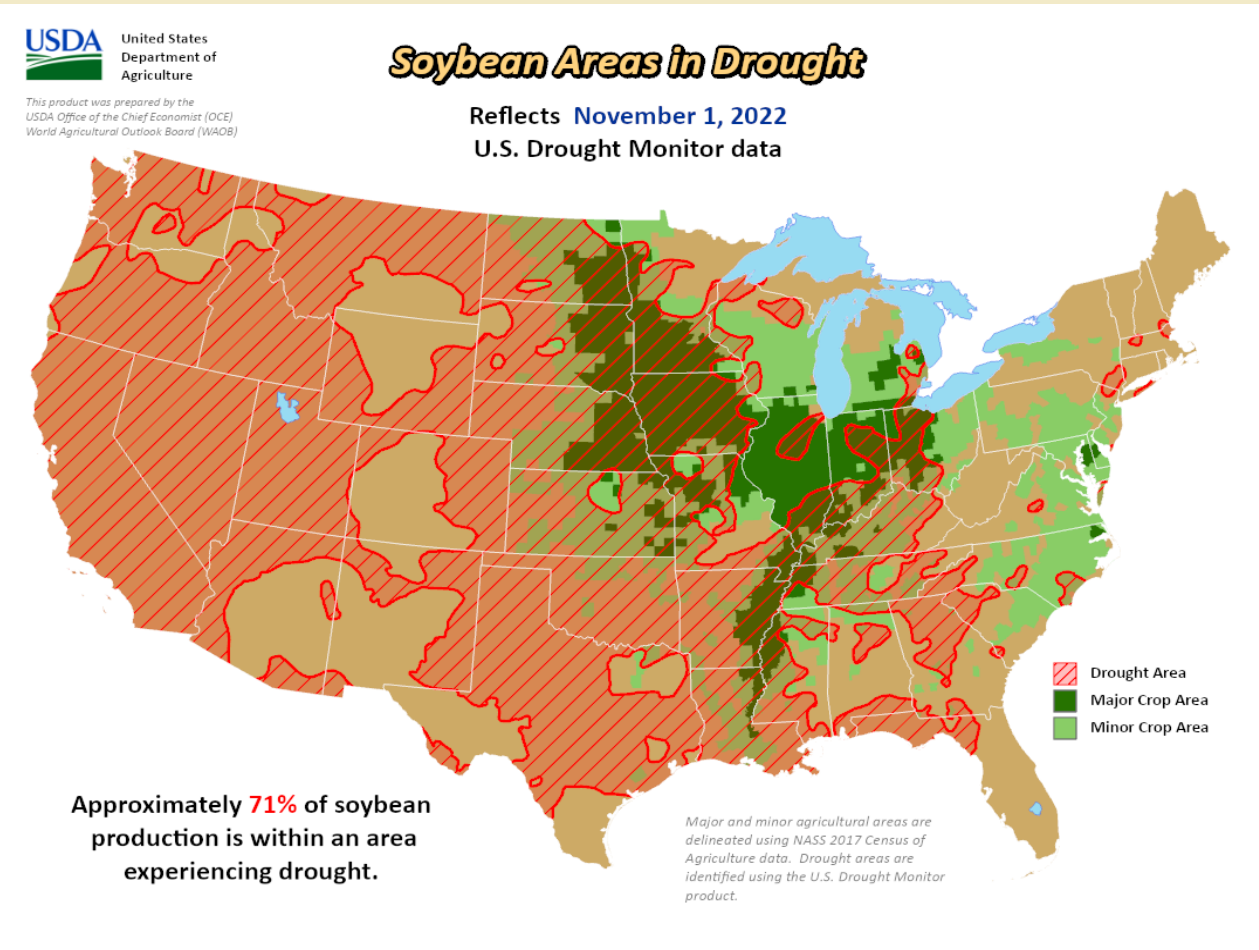 USDA
United States
Department of
Agriculture
This product was prepared by the
USDA Office of the Chief Economist (OCE)
World Agricultural Outlook Board (WAOB)
Soybean Areas in Drought
Reflects November 1, 2022
U.S. Drought Monitor data
Drought Area
Major Crop Area
Minor Crop Area
Approximately 71% of soybean
production is within an area
experiencing drought.
Major and minor agricultural areas are
delineated using NASS 2017 Census of
Agriculture data. Drought areas are
identified using the U.S. Drought Monitor
product.